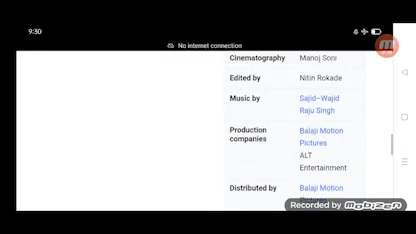 9:30
No internet connection
Cinematography Manoj Soni
Edited by Nitin Rokade
Music by Sajid–Wajid
Raju Singh
Production Balaji Motion
companies Pictures
ALT
Entertainment
Distributed by Balaji Motion
Pictures
Recorded by Mobizen